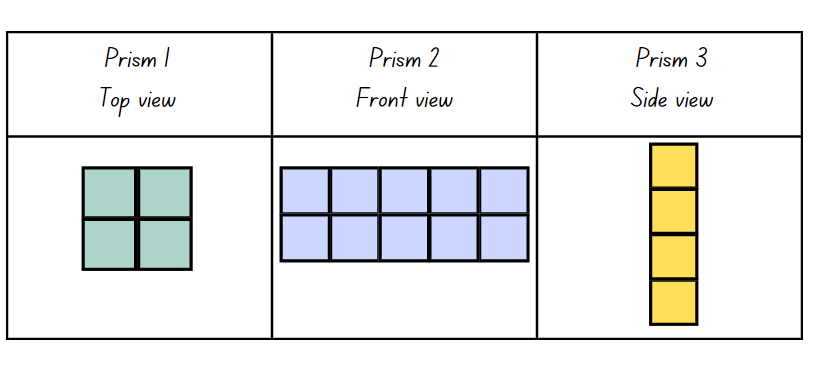 Prism 1
Top view
Prism 2
Front view
Prism 3
Side view